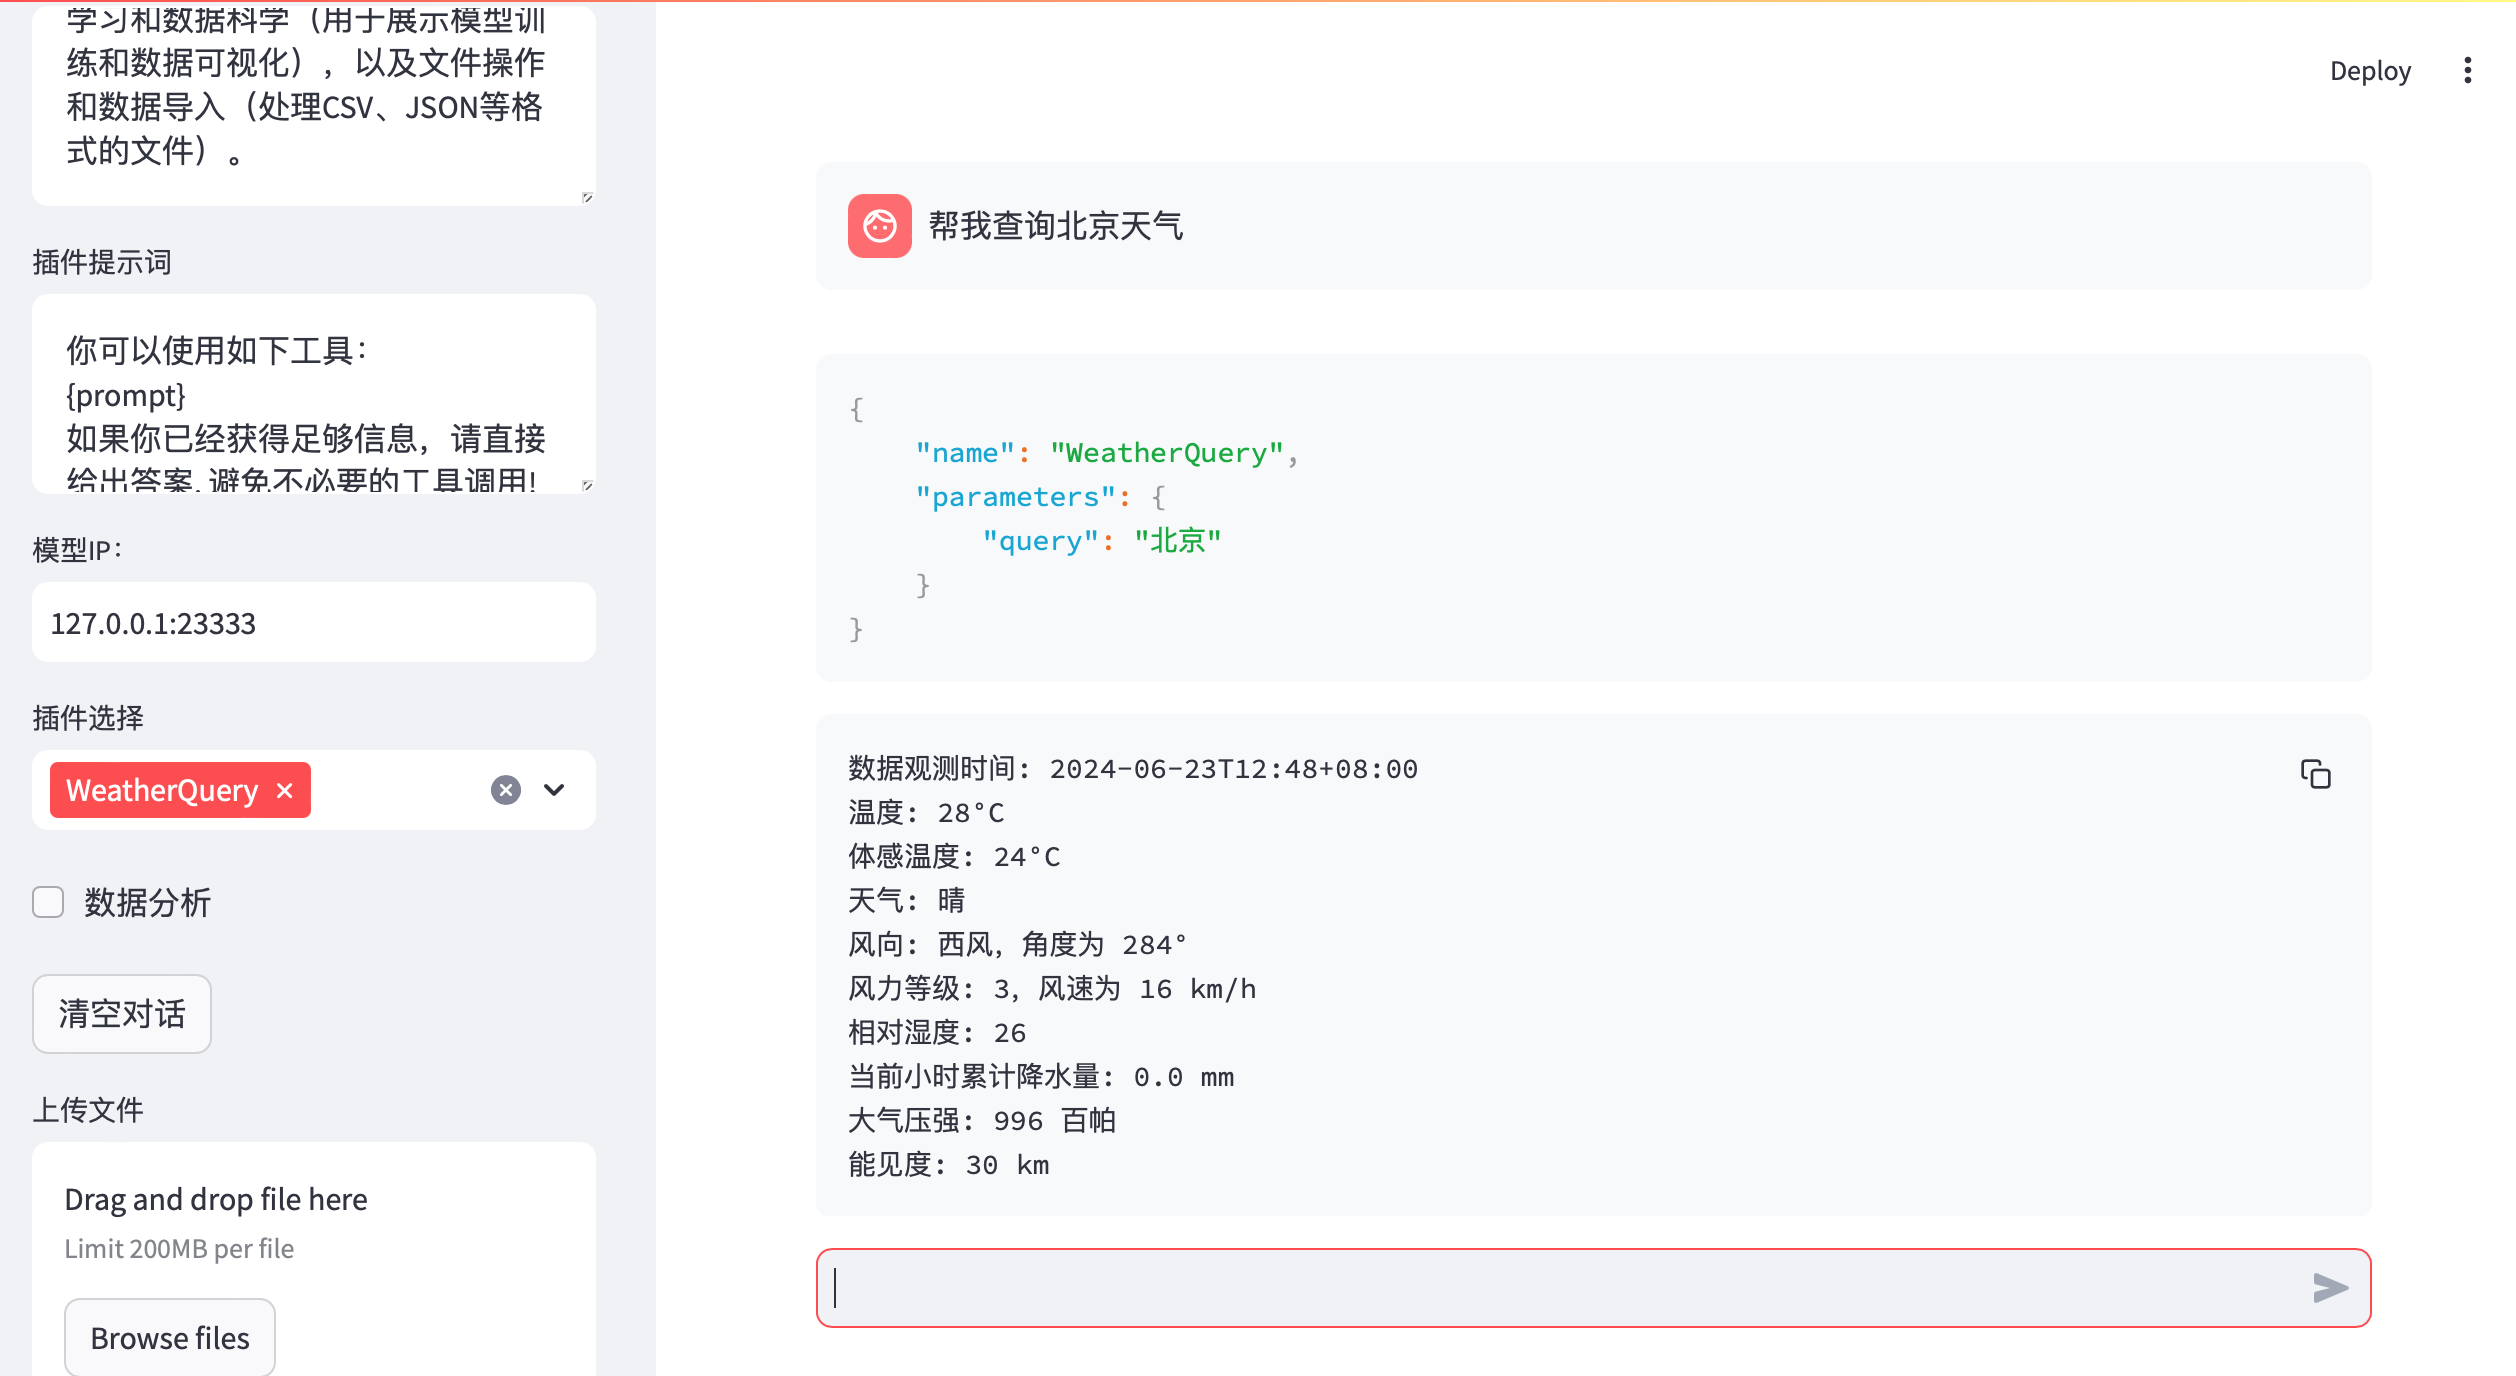 学习和数据科学（用于展示模型训
练和数据可视化），以及文件操作
和数据导入（处理CSV、JSON等格
式的文件）。
插件提示词
你可以使用如下工具：
{prompt}
如果你已经获得足够信息，请直接
给出答案. 避免不必要的工具调用!
模型IP：
127.0.0.1:23333
插件选择
WeatherQuery
数据分析
清空对话
上传文件
Drag and drop file here
Limit 200MB per file
Browse files
Deploy
帮我查询北京天气
{
"name": "WeatherQuery",
"parameters": {
"query": "北京"
}
}
数据观测时间: 2024-06-23T12:48+08:00
温度: 28°C
体感温度: 24°C
天气: 晴
风向: 西风，角度为 284°
风力等级: 3，风速为 16 km/h
相对湿度: 26
当前小时累计降水量: 0.0 mm
大气压强: 996 百帕
能见度: 30 km